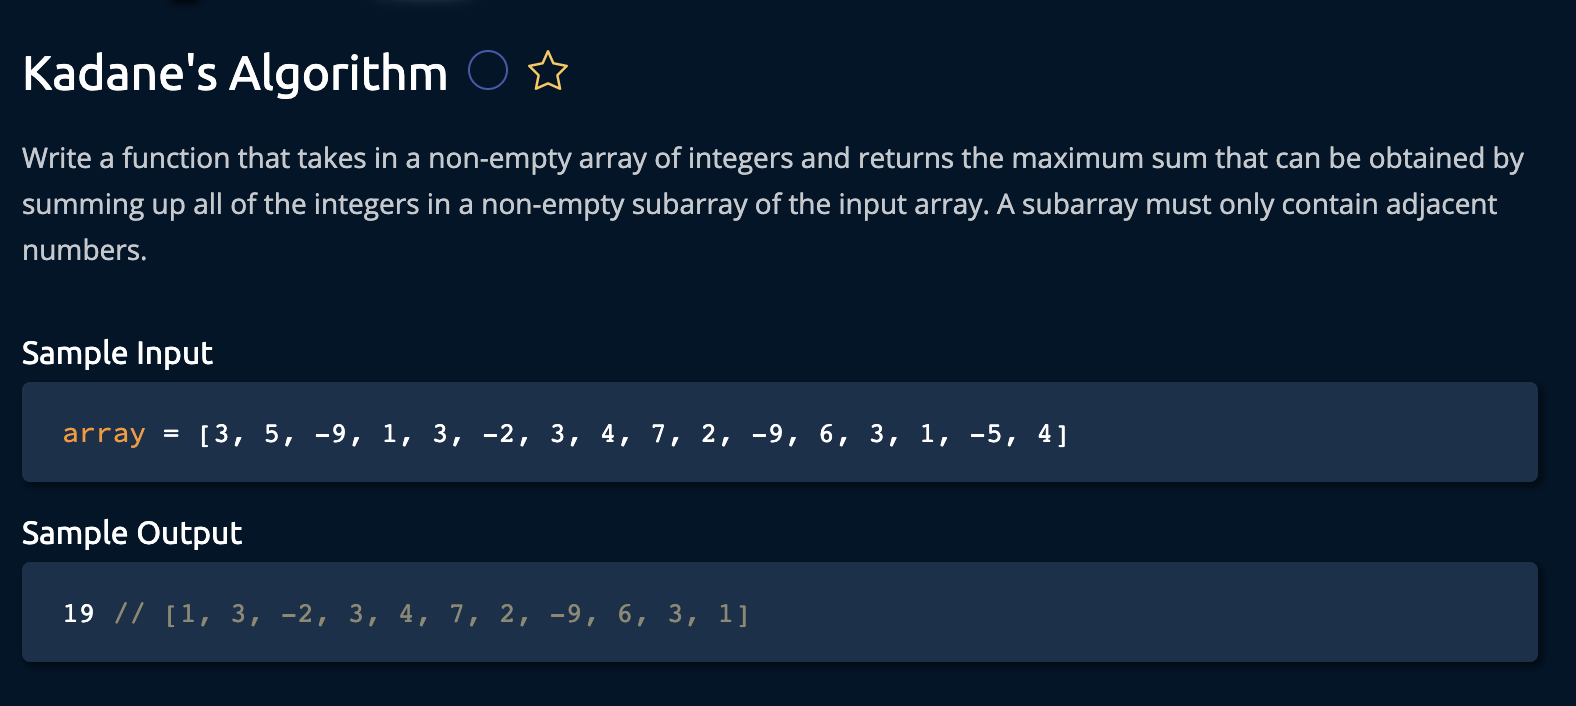 Kadane's Algorithm
Write a function that takes in a non-empty array of integers and returns the maximum sum that can be obtained by
summing up all of the integers in a non-empty subarray of the input array. A subarray must only contain adjacent
numbers.
Sample Input
array = [3, 5, -9, 1, 3, -2, 3, 4, 7, 2, -9, 6, 3, 1, -5, 4]
Sample Output
19 // [1, 3, -2, 3, 4, 7, 2, -9, 6, 3, 1]